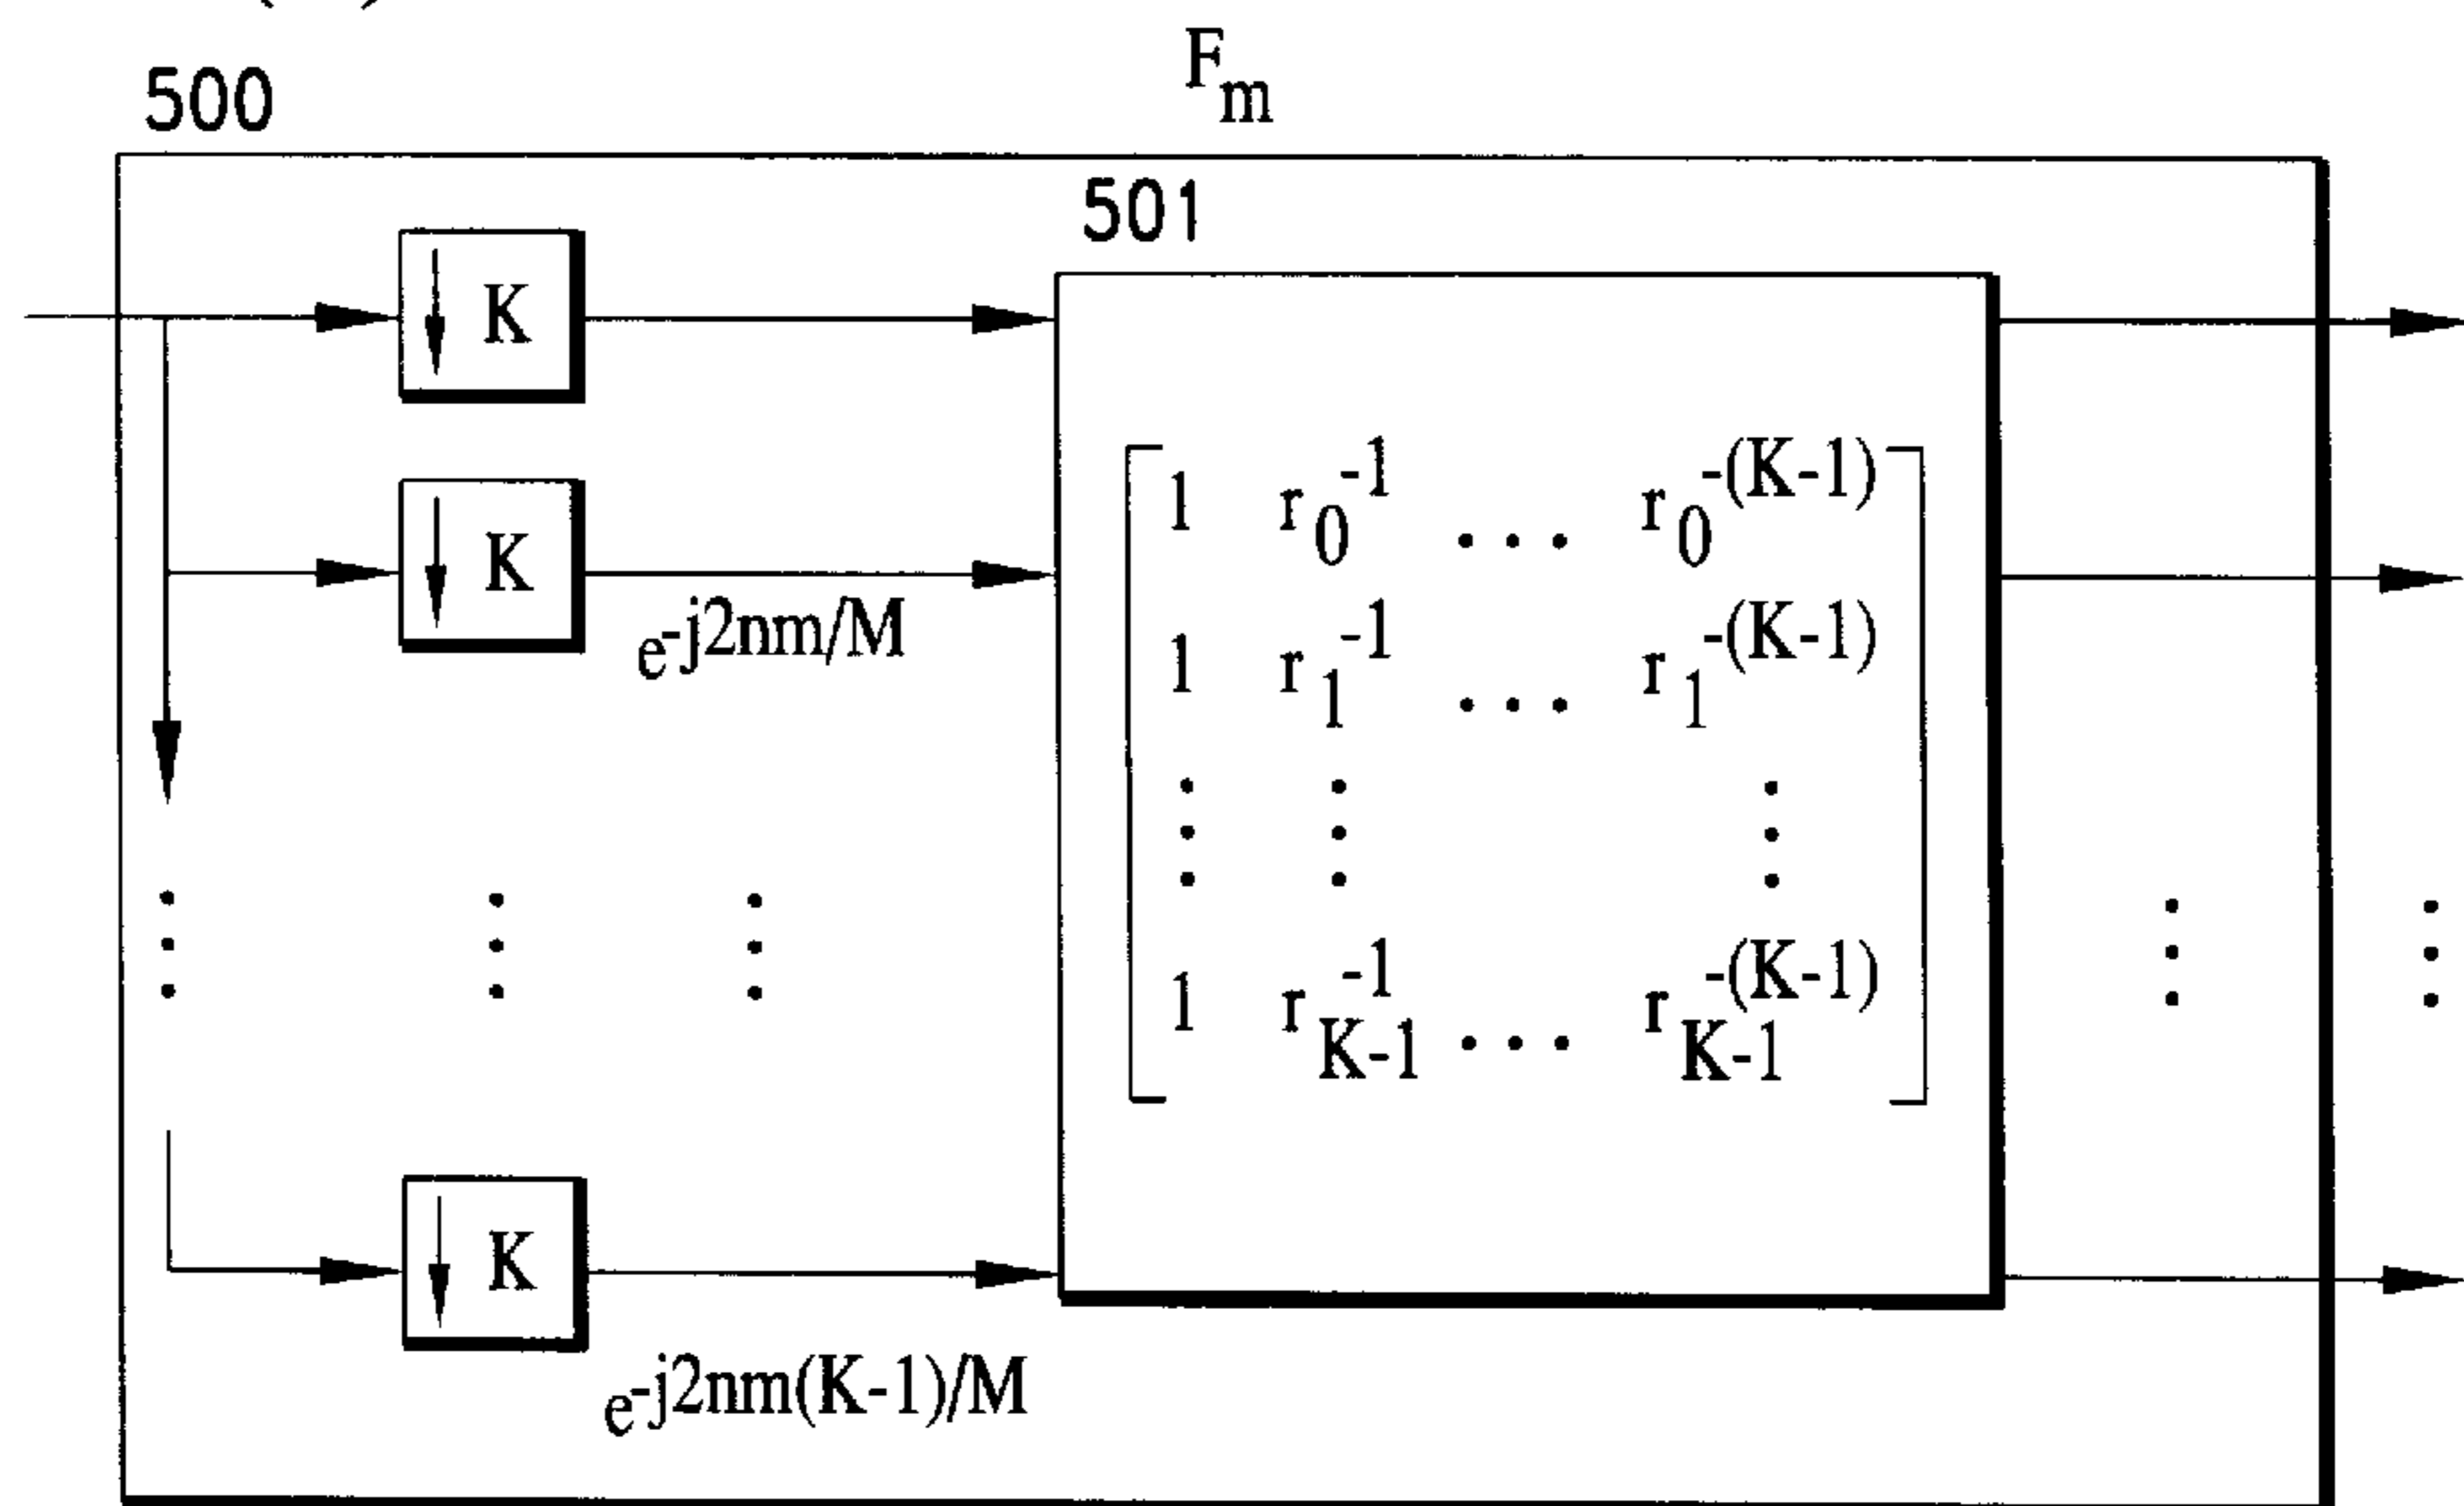 F_m
500
501
K
K
e^-j2nm/M
1 r_0^-1 ... r_0^-(K-1)
1 r_1^-1 ... r_1^-(K-1)
1 r_K-1^-1 ... r_K-1^-(K-1)
K
e^-j2nm(K-1)/M